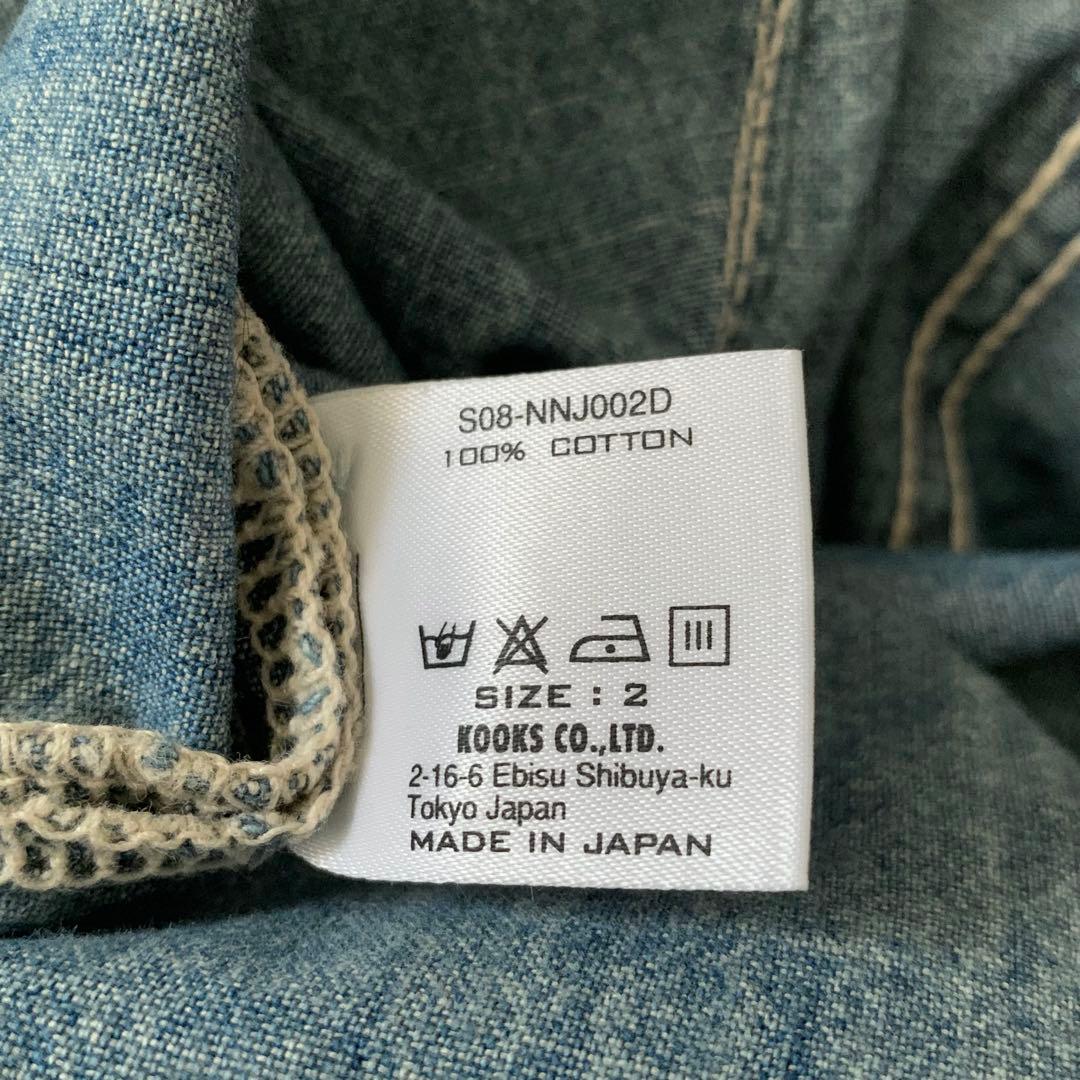 S08-NNJ002D
100% COTTON
SIZE : 2
KOOKS CO.,LTD.
2-16-6 Ebisu Shibuya-ku
Tokyo Japan
MADE IN JAPAN